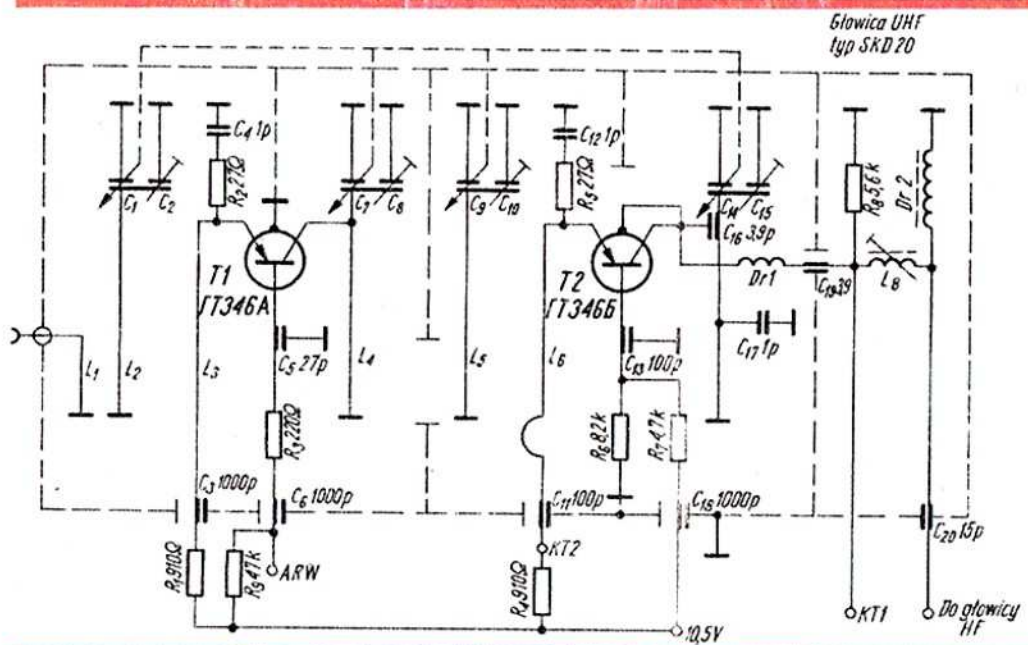 Głowica UHF
typ SKD 20
C4 1p
R2 27Ω
C1
C2
C7
C8
T1
ГТ346А
C5 27p
R3 220Ω
L1
L2
L3
L4
C3 1000p
C6 1000p
R1 910Ω
R9 47k
ARW
C9
C10
C12 1p
R5 27Ω
T2
ГТ346Б
L5
L6
C13 100p
R6 8,2k
R7 4,7k
C11 100p
C18 1000p
KT2
R4 910Ω
10,5V
C14
C15
C16 3,9p
Dr1
C17 1p
C19 3,9
R8 5,6k
Dr 2
L8
C20 15p
KT1
Do głowicy
HF